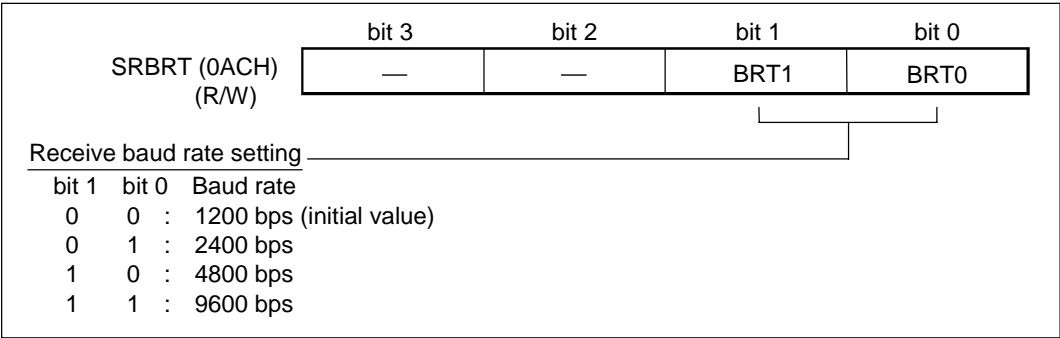 bit 3 bit 2 bit 1 bit 0
SRBRT (0ACH) — — BRT1 BRT0
(R/W)
Receive baud rate setting
bit 1 bit 0 Baud rate
0 0 : 1200 bps (initial value)
0 1 : 2400 bps
1 0 : 4800 bps
1 1 : 9600 bps